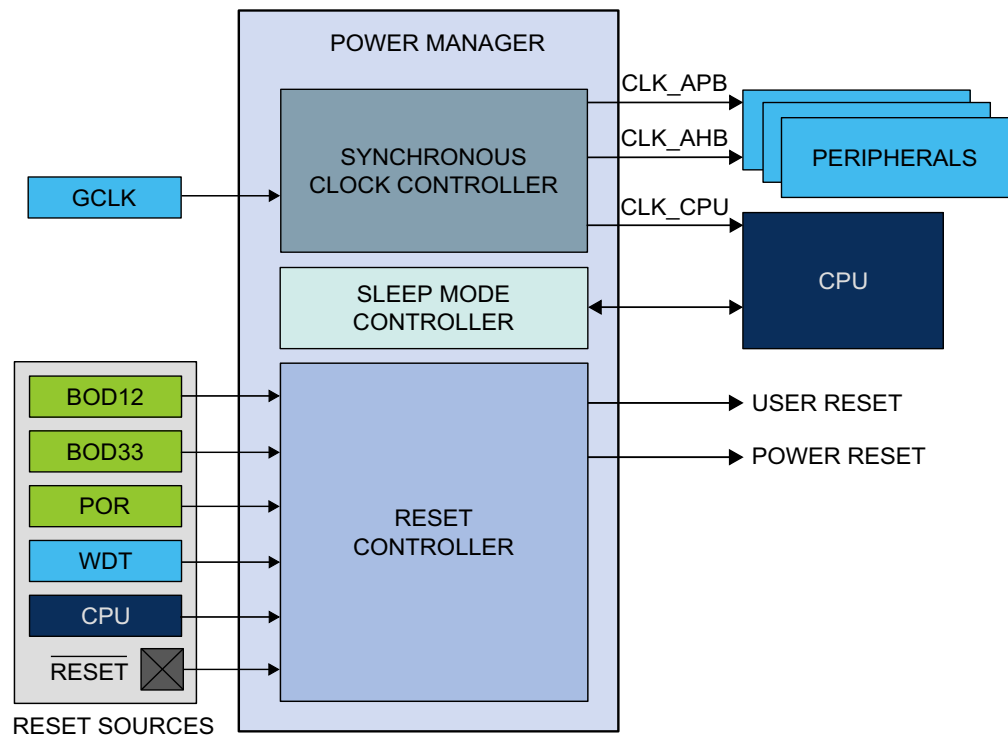 POWER MANAGER
CLK_APB
SYNCHRONOUS
CLOCK CONTROLLER
CLK_AHB
PERIPHERALS
GCLK
CLK_CPU
CPU
SLEEP MODE
CONTROLLER
BOD12
USER RESET
BOD33
POWER RESET
POR
RESET
CONTROLLER
WDT
CPU
RESET
RESET SOURCES